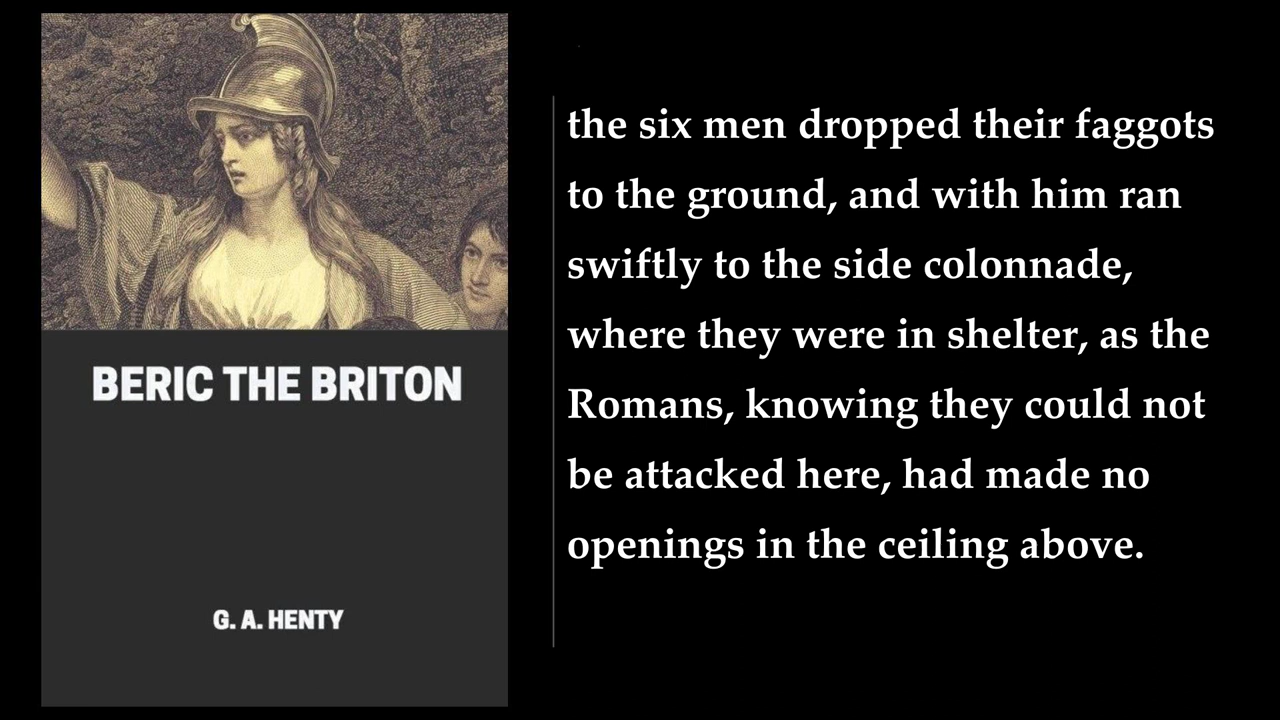 BERIC THE BRITON
G. A. HENTY
the six men dropped their faggots
to the ground, and with him ran
swiftly to the side colonnade,
where they were in shelter, as the
Romans, knowing they could not
be attacked here, had made no
openings in the ceiling above.